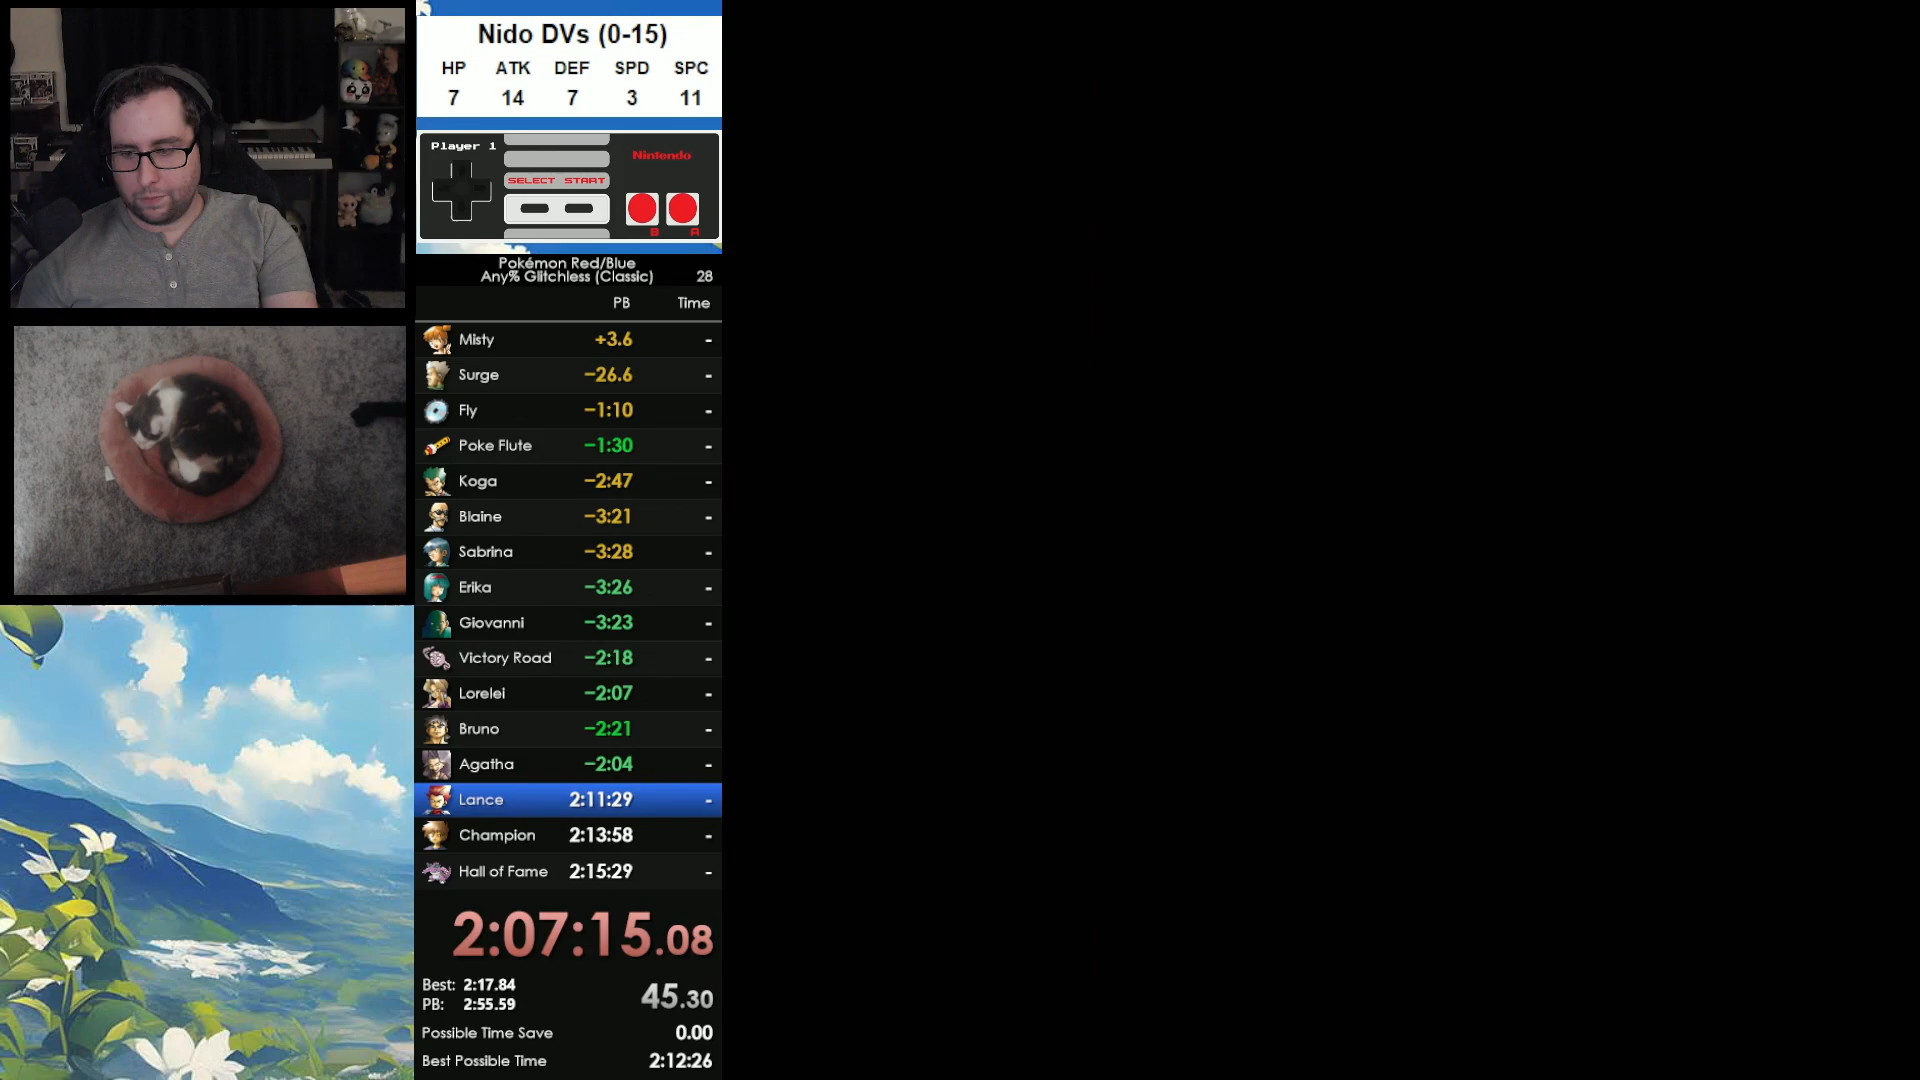 Nido DVs (0-15)
HP ATK DEF SPD SPC
7 14 7 3 11
Player 1
Nintendo
SELECT START
B A
Pokémon Red/Blue
Any% Glitchless (Classic) 28
PB Time
Misty +3.6 -
Surge −26.6 -
Fly −1:10 -
Poke Flute −1:30 -
Koga −2:47 -
Blaine −3:21 -
Sabrina −3:28 -
Erika −3:26 -
Giovanni −3:23 -
Victory Road −2:18 -
Lorelei −2:07 -
Bruno −2:21 -
Agatha −2:04 -
Lance 2:11:29 -
Champion 2:13:58 -
Hall of Fame 2:15:29 -
2:07:15.08
Best: 2:17.84
PB: 2:55.59
45.30
Possible Time Save 0.00
Best Possible Time 2:12:26